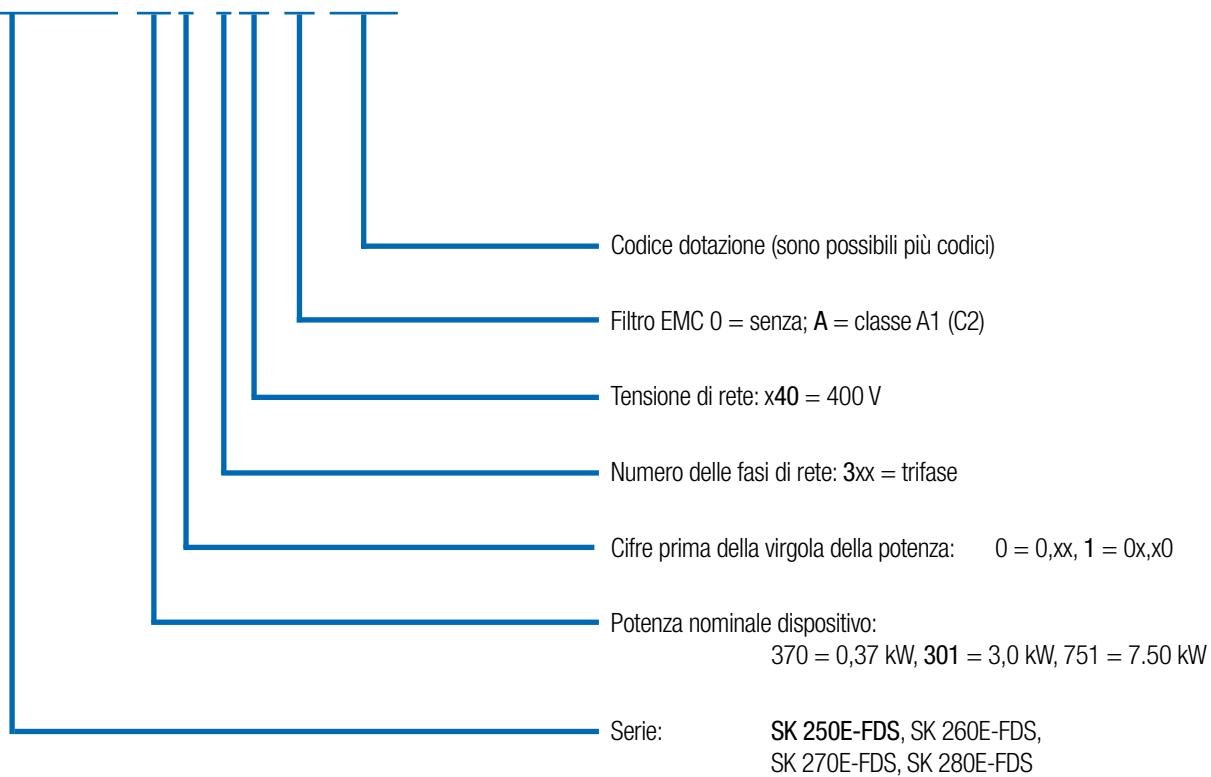 Codice dotazione (sono possibili più codici)
Filtro EMC 0 = senza; A = classe A1 (C2)
Tensione di rete: x40 = 400 V
Numero delle fasi di rete: 3xx = trifase
Cifre prima della virgola della potenza: 0 = 0,xx, 1 = 0x,x0
Potenza nominale dispositivo:
370 = 0,37 kW, 301 = 3,0 kW, 751 = 7.50 kW
Serie: SK 250E-FDS, SK 260E-FDS,
SK 270E-FDS, SK 280E-FDS